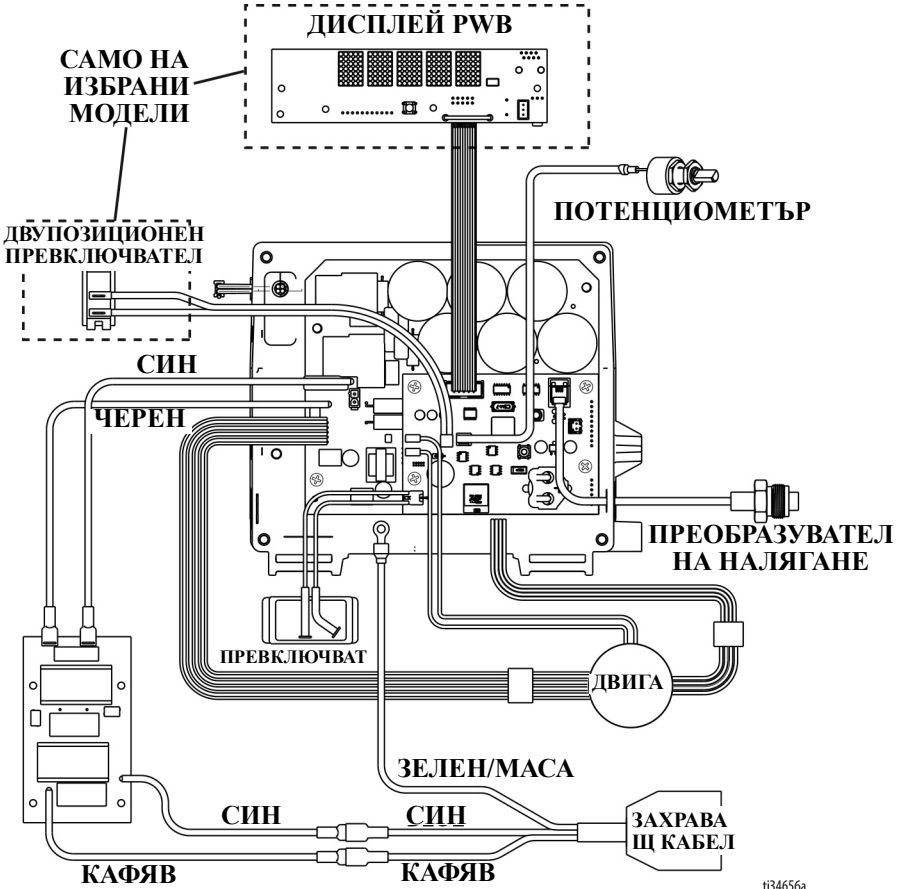 ДИСПЛЕЙ PWB
САМО НА
ИЗБРАНИ
МОДЕЛИ
ПОТЕНЦИОМЕТЪР
ДВУПОЗИЦИОНЕН
ПРЕВКЛЮЧВАТЕЛ
СИН
ЧЕРЕН
ПРЕОБРАЗУВАТЕЛ
НА НАЛЯГАНЕ
ПРЕВКЛЮЧВАТ
ДВИГА
ЗЕЛЕН/МАСА
СИН
СИН
ЗАХРАВА
Щ КАБЕЛ
КАФЯВ
КАФЯВ
ti34656a